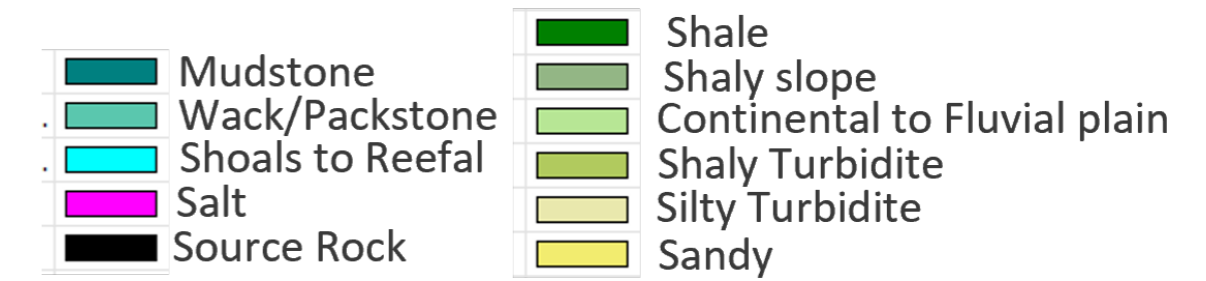 Mudstone
Wack/Packstone
Shoals to Reefal
Salt
Source Rock
Shale
Shaly slope
Continental to Fluvial plain
Shaly Turbidite
Silty Turbidite
Sandy